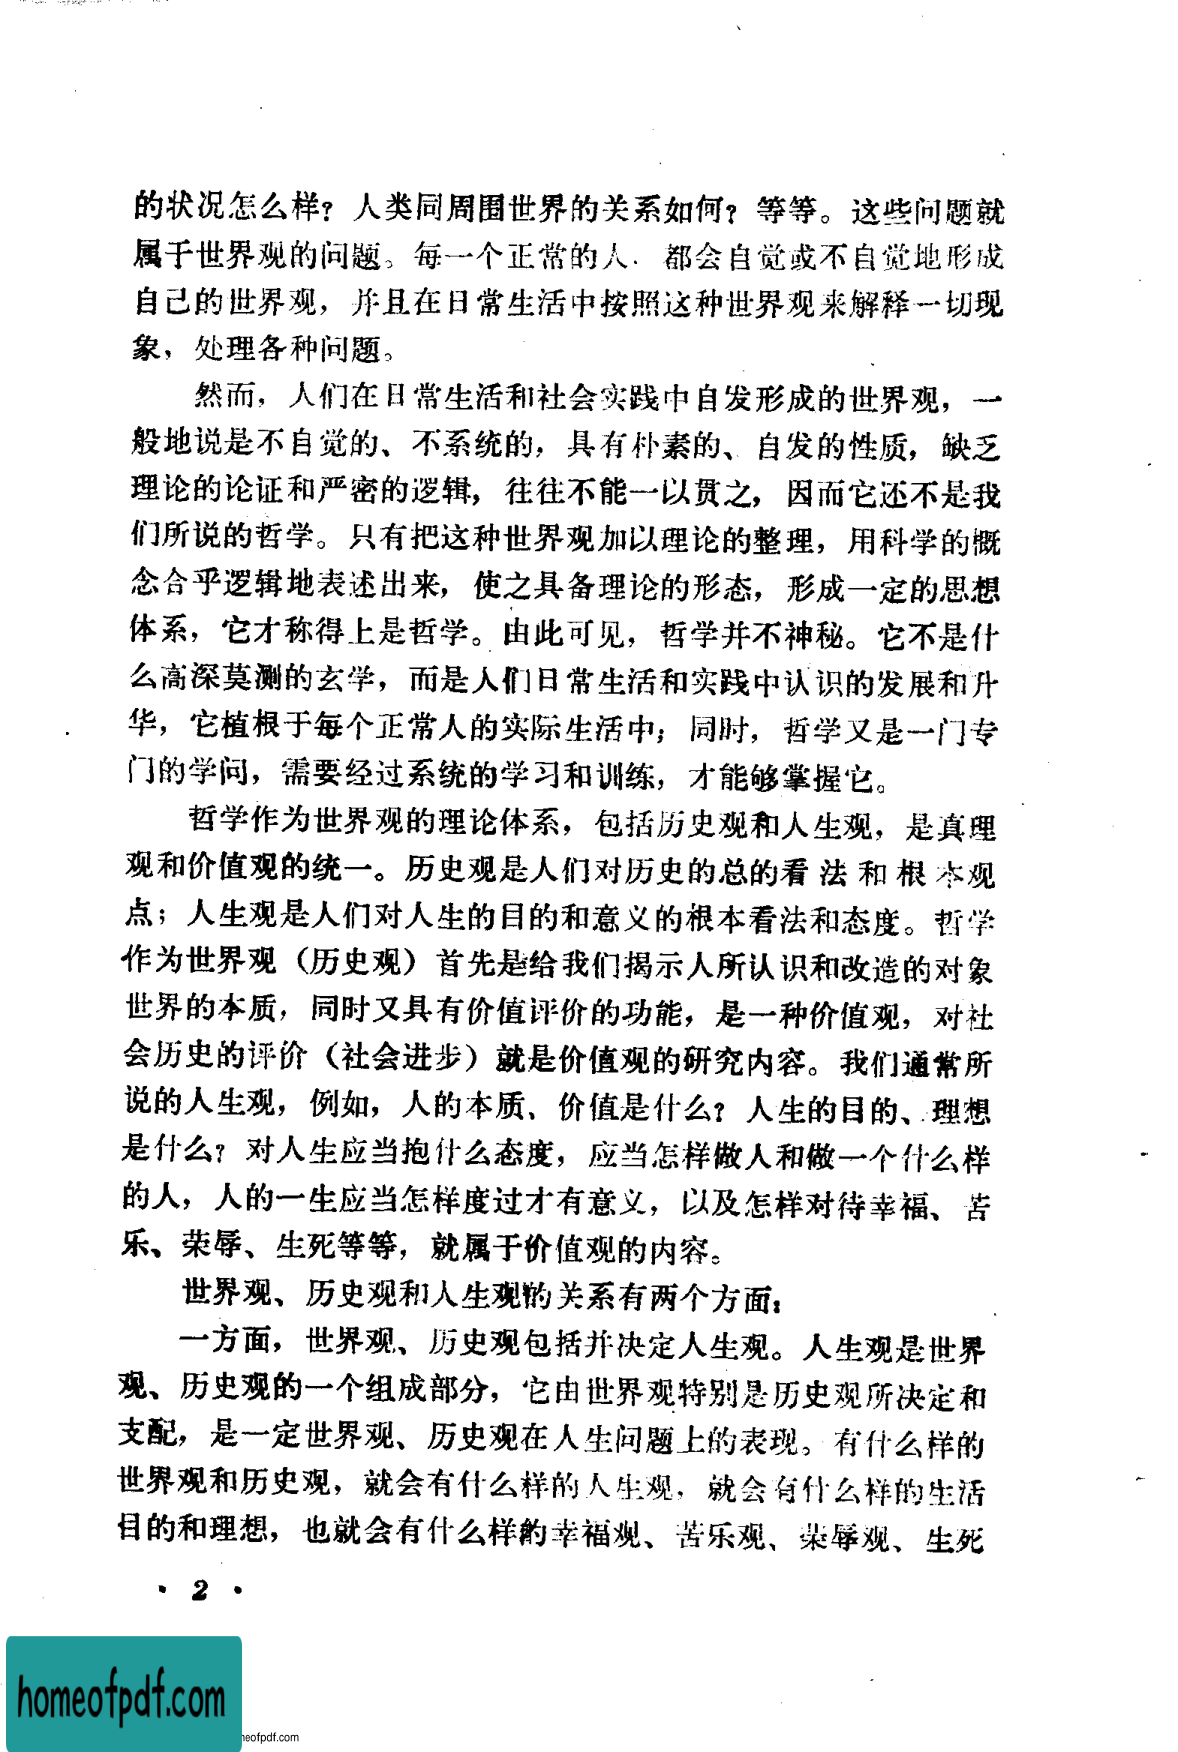 的状况怎么样？人类同周围世界的关系如何？等等。这些问题就
属于世界观的问题。每一个正常的人．都会自觉或不自觉地形成
自己的世界观，并且在日常生活中按照这种世界观来解释一切现
象，处理各种问题。
然而，人们在日常生活和社会实践中自发形成的世界观，一
般地说是不自觉的、不系统的，具有朴素的、自发的性质，缺乏
理论的论证和严密的逻辑，往往不能一以贯之，因而它还不是我
们所说的哲学。只有把这种世界观加以理论的整理，用科学的概
念合乎逻辑地表述出来，使之具备理论的形态，形成一定的思想
体系，它才称得上是哲学。由此可见，哲学并不神秘。它不是什
么高深莫测的玄学，而是人们日常生活和实践中认识的发展和升
华，它植根于每个正常人的实际生活中；同时，哲学又是一门专
门的学问，需要经过系统的学习和训练，才能够掌握它。
哲学作为世界观的理论体系，包括历史观和人生观，是真理
观和价值观的统一。历史观是人们对历史的总的看法和根本观
点；人生观是人们对人生的目的和意义的根本看法和态度。哲学
作为世界观（历史观）首先是给我们揭示人所认识和改造的对象
世界的本质，同时又具有价值评价的功能，是一种价值观，对社
会历史的评价（社会进步）就是价值观的研究内容。我们通常所
说的人生观，例如，人的本质、价值是什么？人生的目的、理想
是什么？对人生应当抱什么态度，应当怎样做人和做一个什么样
的人，人的一生应当怎样度过才有意义，以及怎样对待幸福、苦
乐、荣辱、生死等等，就属于价值观的内容。
世界观、历史观和人生观的关系有两个方面：
一方面，世界观、历史观包括并决定人生观。人生观是世界
观、历史观的一个组成部分，它由世界观特别是历史观所决定和
支配，是一定世界观、历史观在人生问题上的表现。有什么样的
世界观和历史观，就会有什么样的人生观，就会有什么样的生活
目的和理想，也就会有什么样的幸福观、苦乐观、荣辱观、生死
• 2 •
homeofpdf.com
neofpdf.com